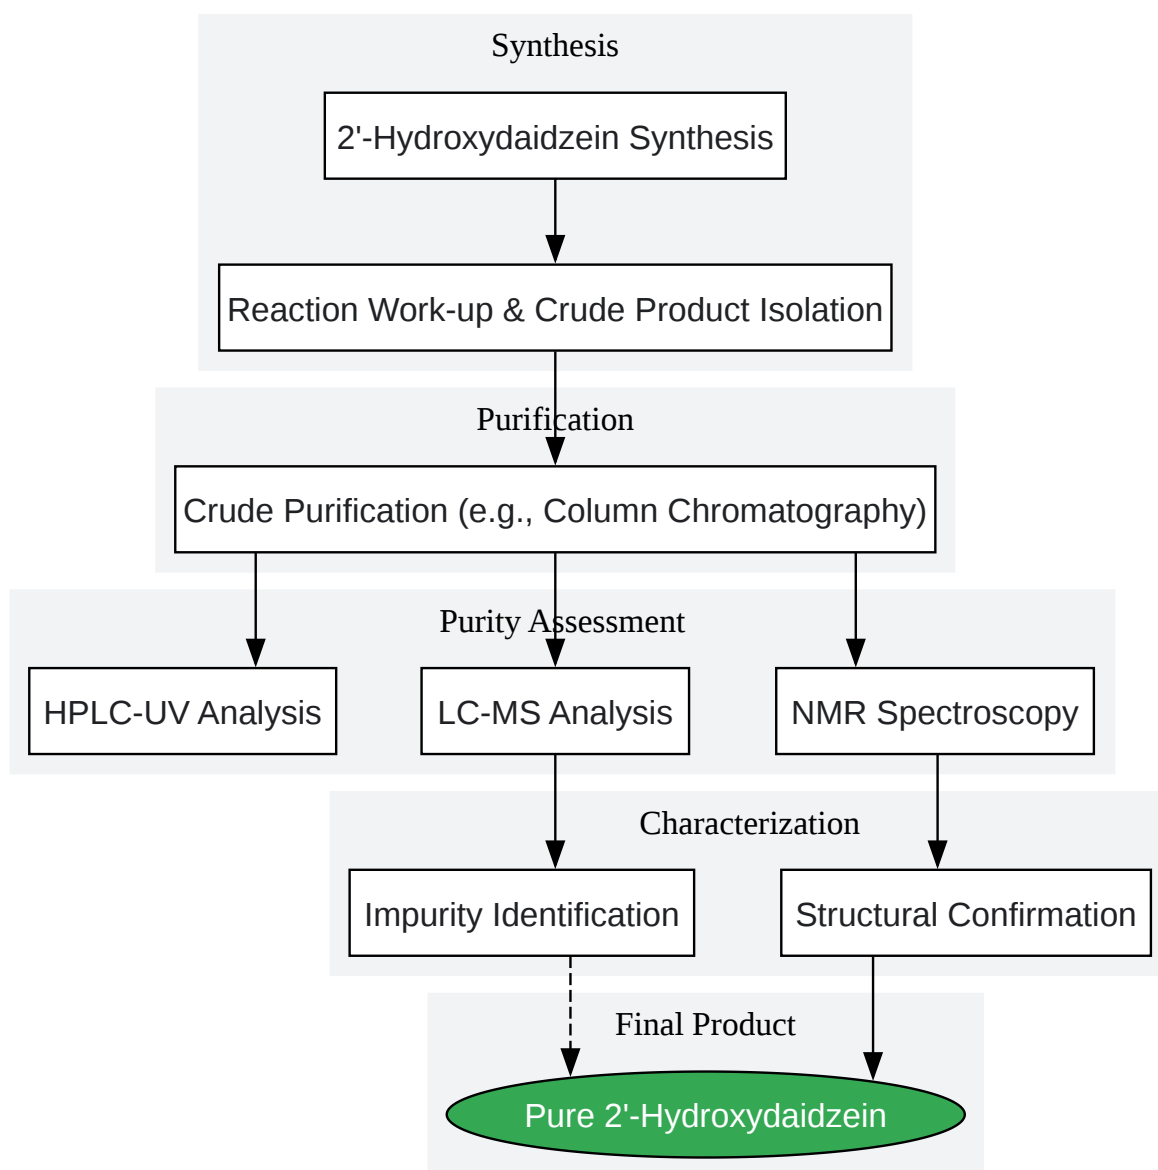 Synthesis
2'-Hydroxydaidzein Synthesis
Reaction Work-up & Crude Product Isolation
Purification
Crude Purification (e.g., Column Chromatography)
Purity Assessment
HPLC-UV Analysis
LC-MS Analysis
NMR Spectroscopy
Characterization
Impurity Identification
Structural Confirmation
Final Product
Pure 2'-Hydroxydaidzein